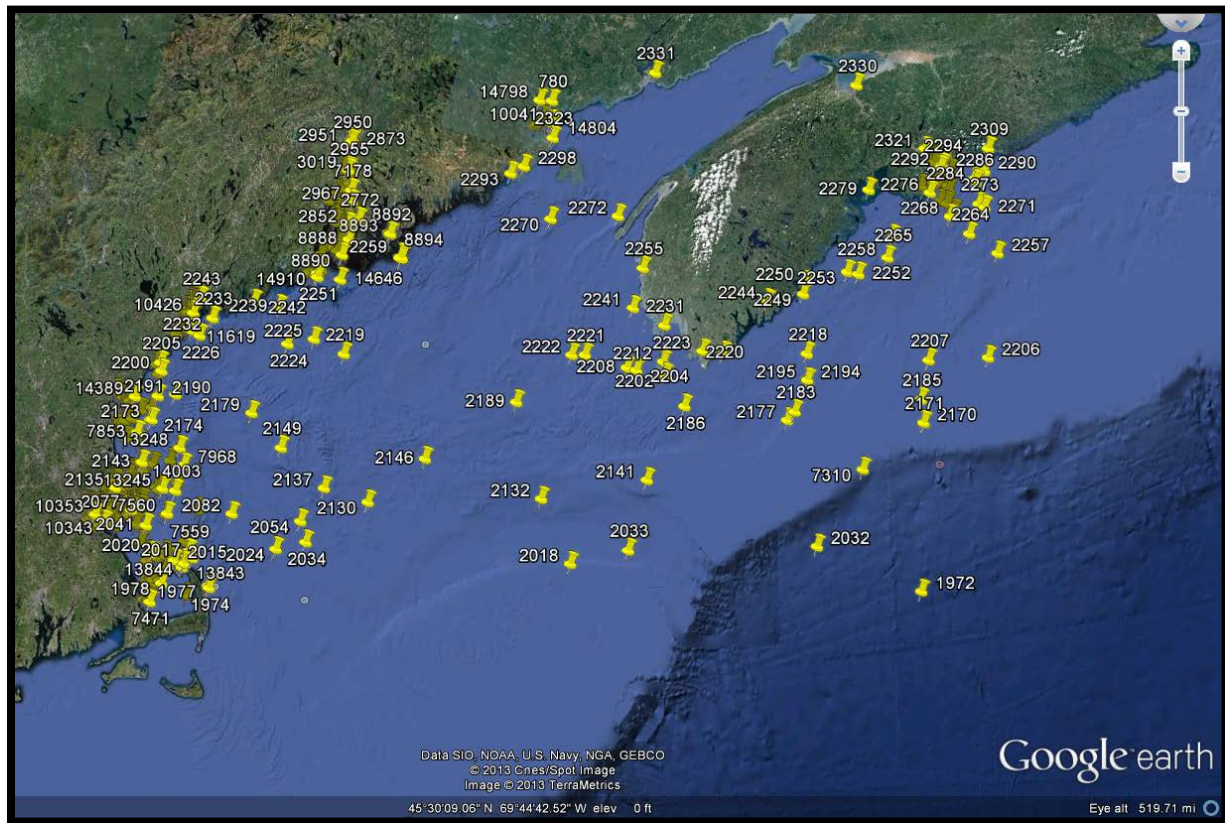 2331
2330
14798 780
10041 2323
14804
2950
2951 2873
2955
3019
7178
2298
2293
2321 2294 2309
2292 2286 2290
2284
2279 2276 2273
2268 2264 2271
2967 2772
2852 8892
8893
8888 2259 8894
8890
2270 2272
2265
2257
2255 2258 2252
14910 2251 14646
2243
10426 2233 2239 2242
2250 2253
2244 2249
2241 2231
2232 11619
2205 2226
2225 2219
2224
2200
2223
2222 2221 2212 2220
2208 2202 2204
2218
2207 2206
2195 2194
2185
14389 2191 2190
2173 2179
7853 2174
13248 2149
2189
2186
2183
2177
2171 2170
2143 7968
14003
2135 13245
2137 2146
2130
2132
2141
7310
10353 2077 7560 2082
10343 2041
2054
7559
2020 2017 2015 2024 2034
13844 13843
1978 1977 1974
7471
2033
2018
2032
1972
Data SIO, NOAA, U.S. Navy, NGA, GEBCO
© 2013 Cnes/Spot Image
Image © 2013 TerraMetrics
Google earth
45°30'09.06" N 69°44'42.52" W elev 0 ft
Eye alt 519.71 mi